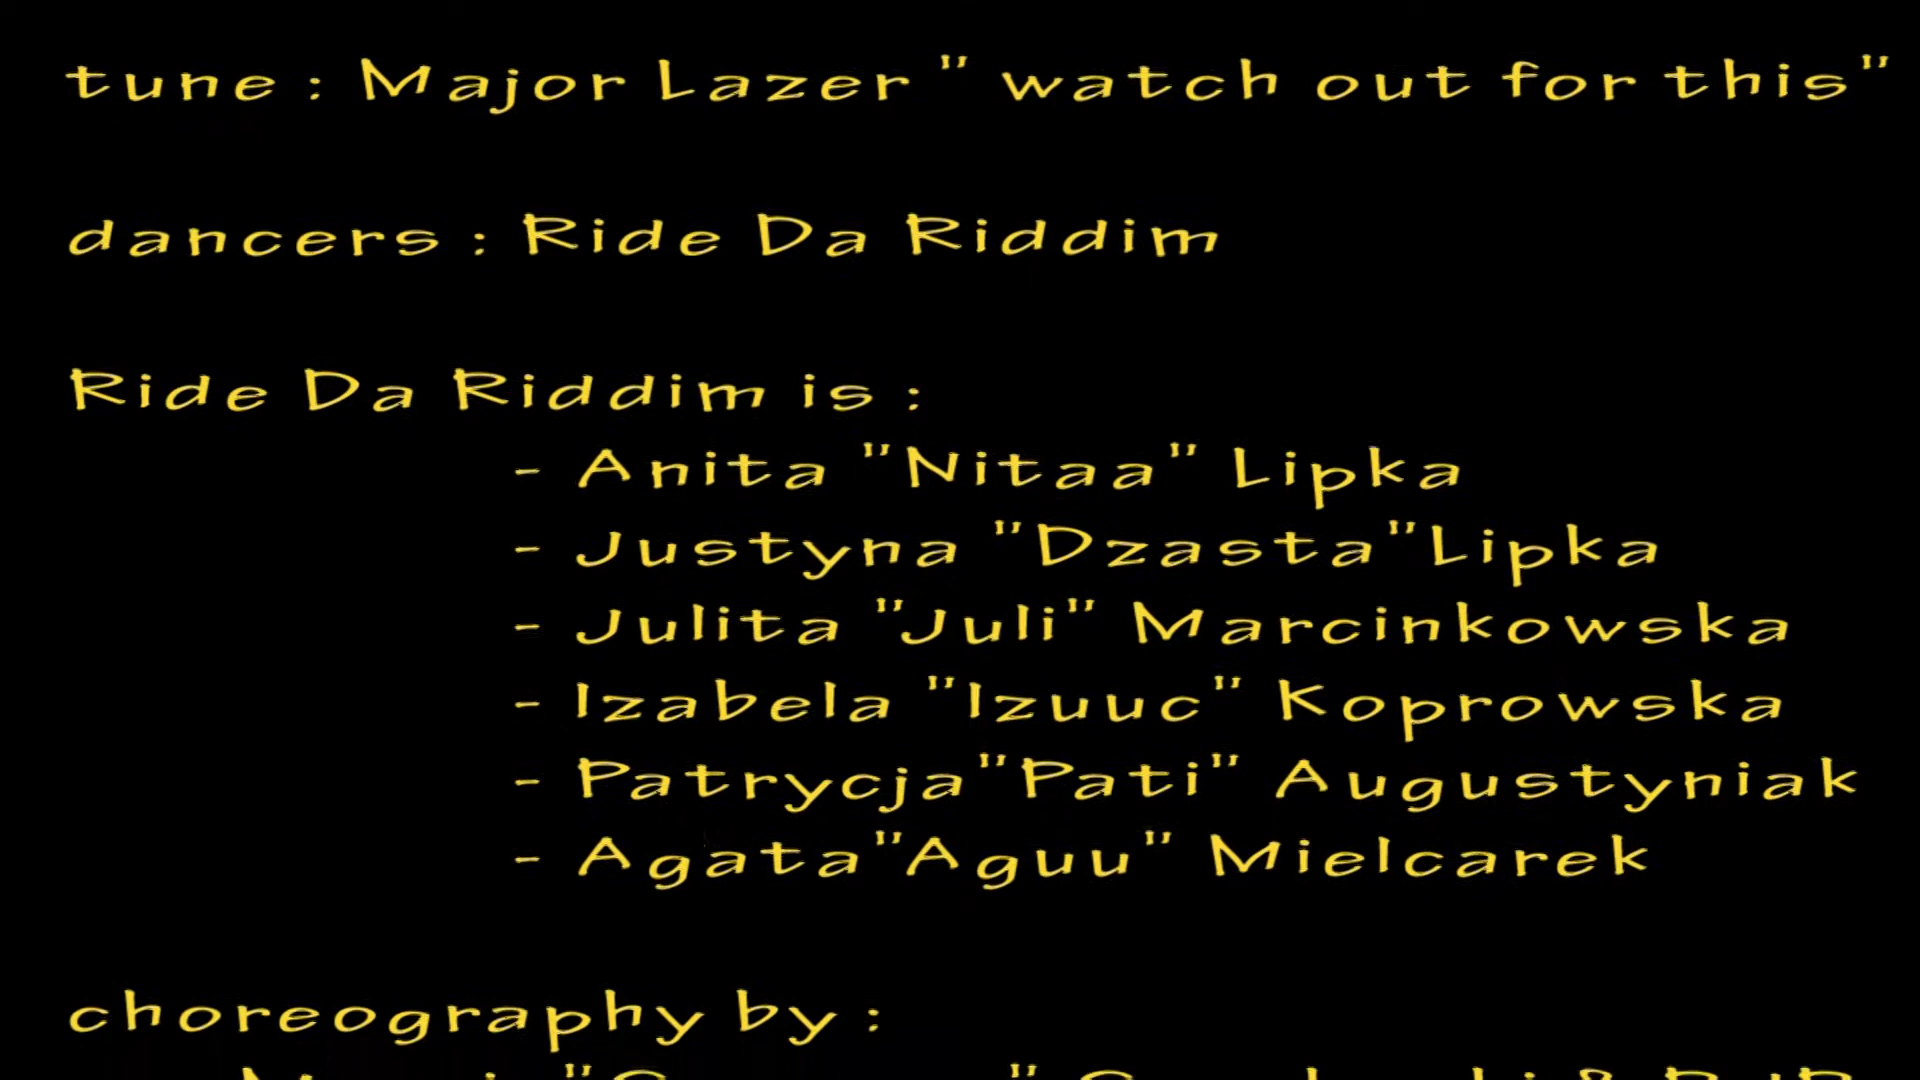 tune : Major Lazer " watch out for this"
dancers : Ride Da Riddim
Ride Da Riddim is :
- Anita "Nitaa" Lipka
- Justyna "Dzasta"Lipka
- Julita "Juli" Marcinkowska
- Izabela "Izuuc" Koprowska
- Patrycja"Pati" Augustyniak
- Agata"Aguu" Mielcarek
choreography by :